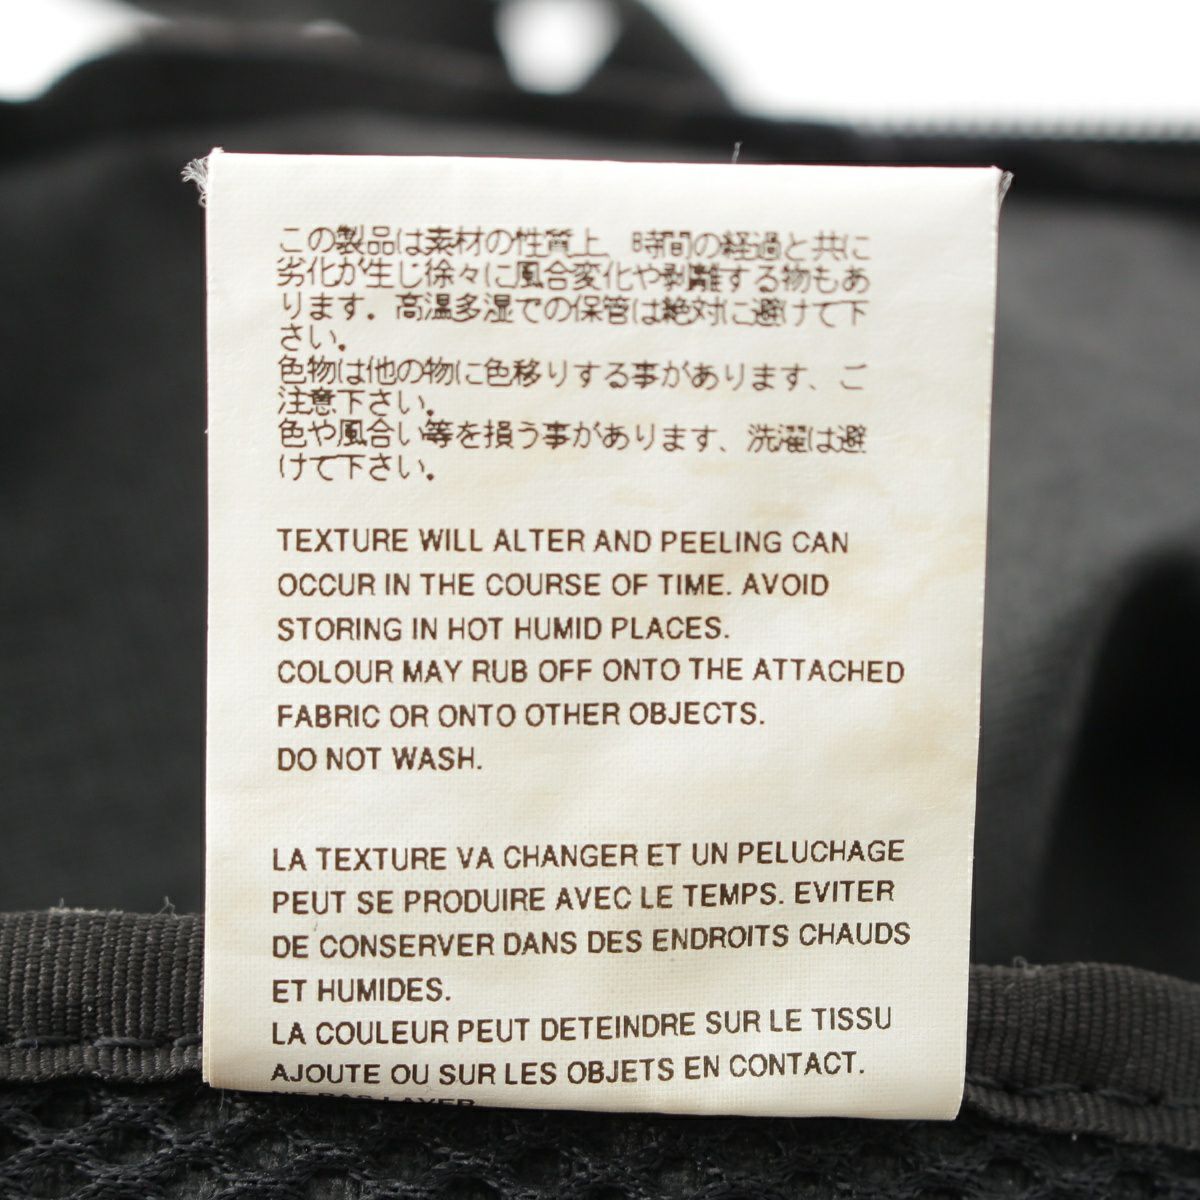 この製品は素材の性質上、時間の経過と共に
劣化が生じ徐々に風合変化や剥離する物もあ
ります。高温多湿での保管は絶対に避けて下
さい。
色物は他の物に色移りする事があります、ご
注意下さい。
色や風合い等を損う事があります、洗濯は避
けて下さい。
TEXTURE WILL ALTER AND PEELING CAN
OCCUR IN THE COURSE OF TIME. AVOID
STORING IN HOT HUMID PLACES.
COLOUR MAY RUB OFF ONTO THE ATTACHED
FABRIC OR ONTO OTHER OBJECTS.
DO NOT WASH.
LA TEXTURE VA CHANGER ET UN PELUCHAGE
PEUT SE PRODUIRE AVEC LE TEMPS. EVITER
DE CONSERVER DANS DES ENDROITS CHAUDS
ET HUMIDES.
LA COULEUR PEUT DETEINDRE SUR LE TISSU
AJOUTE OU SUR LES OBJETS EN CONTACT.
NE PAS LAVER